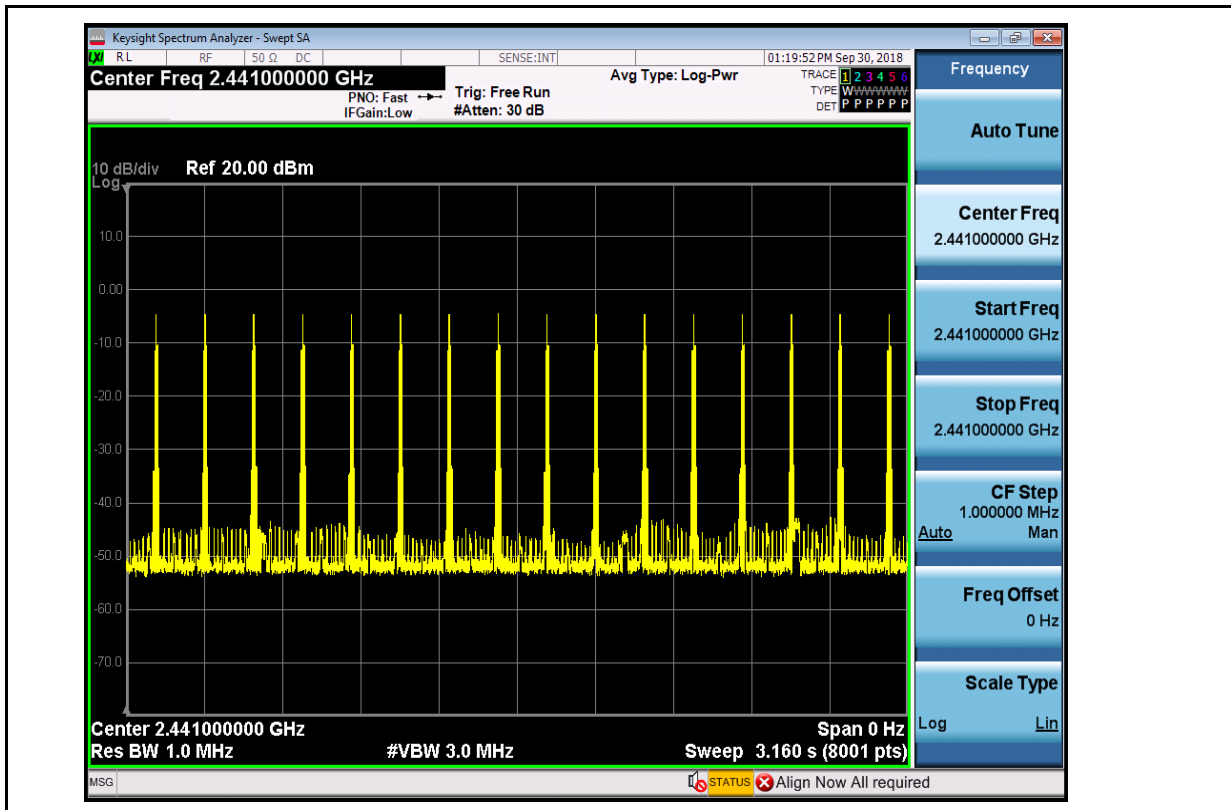 Keysight Spectrum Analyzer - Swept SA
LXI RL RF 50 Ω DC SENSE:INT 01:19:52 PM Sep 30, 2018
Center Freq 2.441000000 GHz
PNO: Fast
IFGain:Low
Trig: Free Run
#Atten: 30 dB
Avg Type: Log-Pwr
TRACE 1 2 3 4 5 6
TYPE WWWWWW
DET P P P P P P
10 dB/div
Log
Ref 20.00 dBm
10.0
0.00
-10.0
-20.0
-30.0
-40.0
-50.0
-60.0
-70.0
Center 2.441000000 GHz
Span 0 Hz
Res BW 1.0 MHz
#VBW 3.0 MHz
Sweep 3.160 s (8001 pts)
Frequency
Auto Tune
Center Freq
2.441000000 GHz
Start Freq
2.441000000 GHz
Stop Freq
2.441000000 GHz
CF Step
1.000000 MHz
Auto Man
Freq Offset
0 Hz
Scale Type
Log Lin
MSG
STATUS
Align Now All required